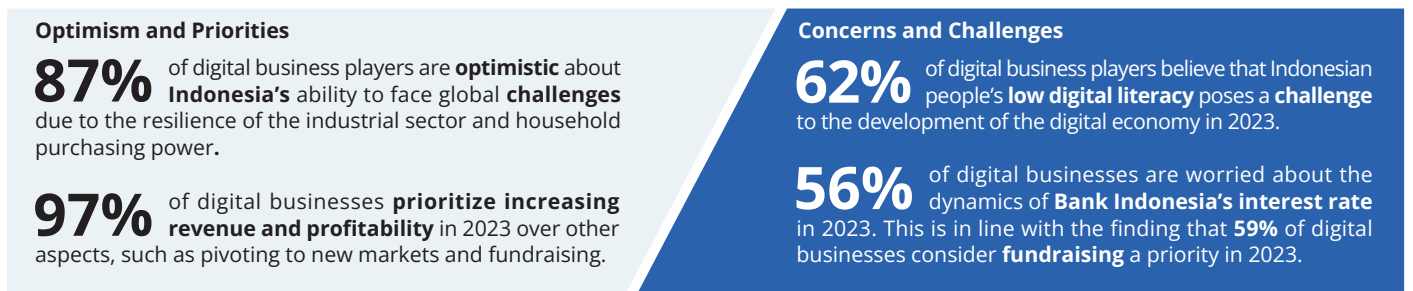 Optimism and Priorities
87% of digital business players are optimistic about
Indonesia's ability to face global challenges
due to the resilience of the industrial sector and household
purchasing power.
97% of digital businesses prioritize increasing
revenue and profitability in 2023 over other
aspects, such as pivoting to new markets and fundraising.
Concerns and Challenges
62% of digital business players believe that Indonesian
people's low digital literacy poses a challenge
to the development of the digital economy in 2023.
56% of digital businesses are worried about the
dynamics of Bank Indonesia's interest rate
in 2023. This is in line with the finding that 59% of digital
businesses consider fundraising a priority in 2023.